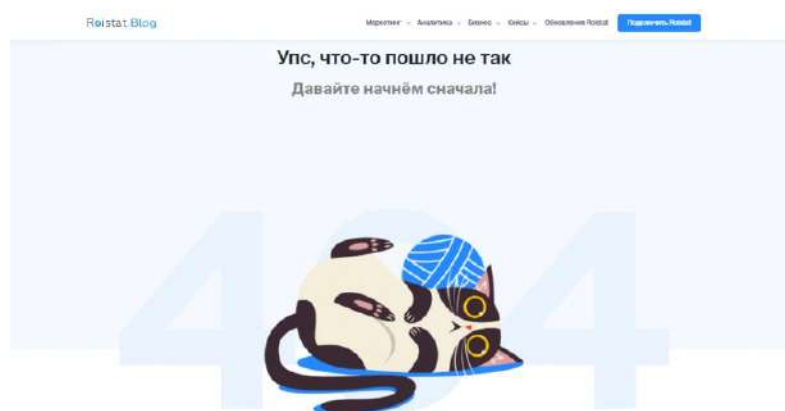 Roistat.Blog
Маркетинг Аналитика Бизнес Кейсы Обновления Roistat Подключить Roistat
Упс, что-то пошло не так
Давайте начнём сначала!
404